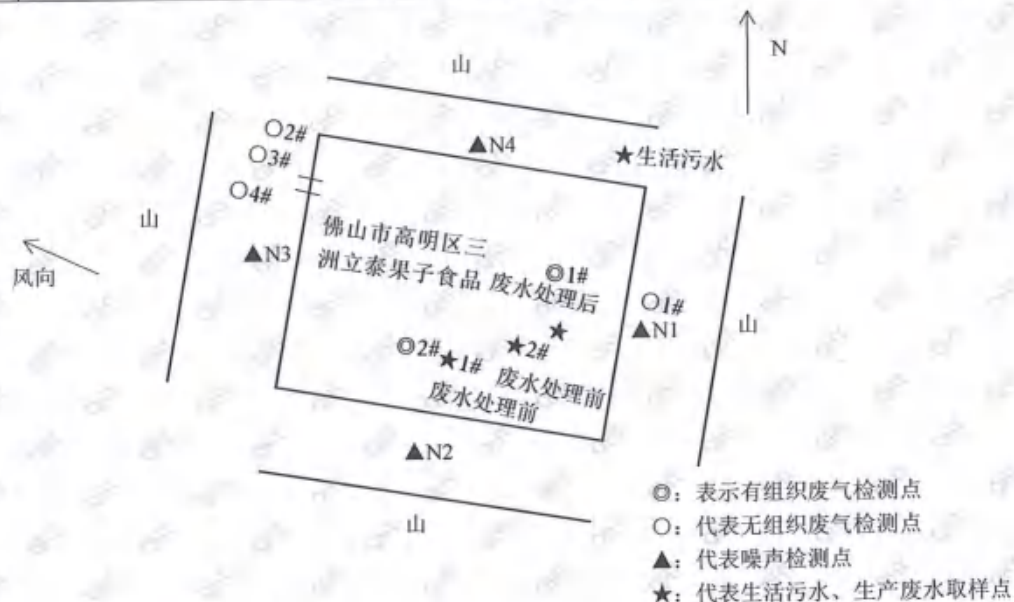 山
N
○2#
○3#
○4#
▲N4
★生活污水
山
风向
▲N3
佛山市高明区三
洲立泰果子食品
◎1#
废水处理后
★
○1#
▲N1
山
◎2#
★1#
废水处理前
★2#
废水处理前
▲N2
山
◎：表示有组织废气检测点
○：代表无组织废气检测点
▲：代表噪声检测点
★：代表生活污水、生产废水取样点